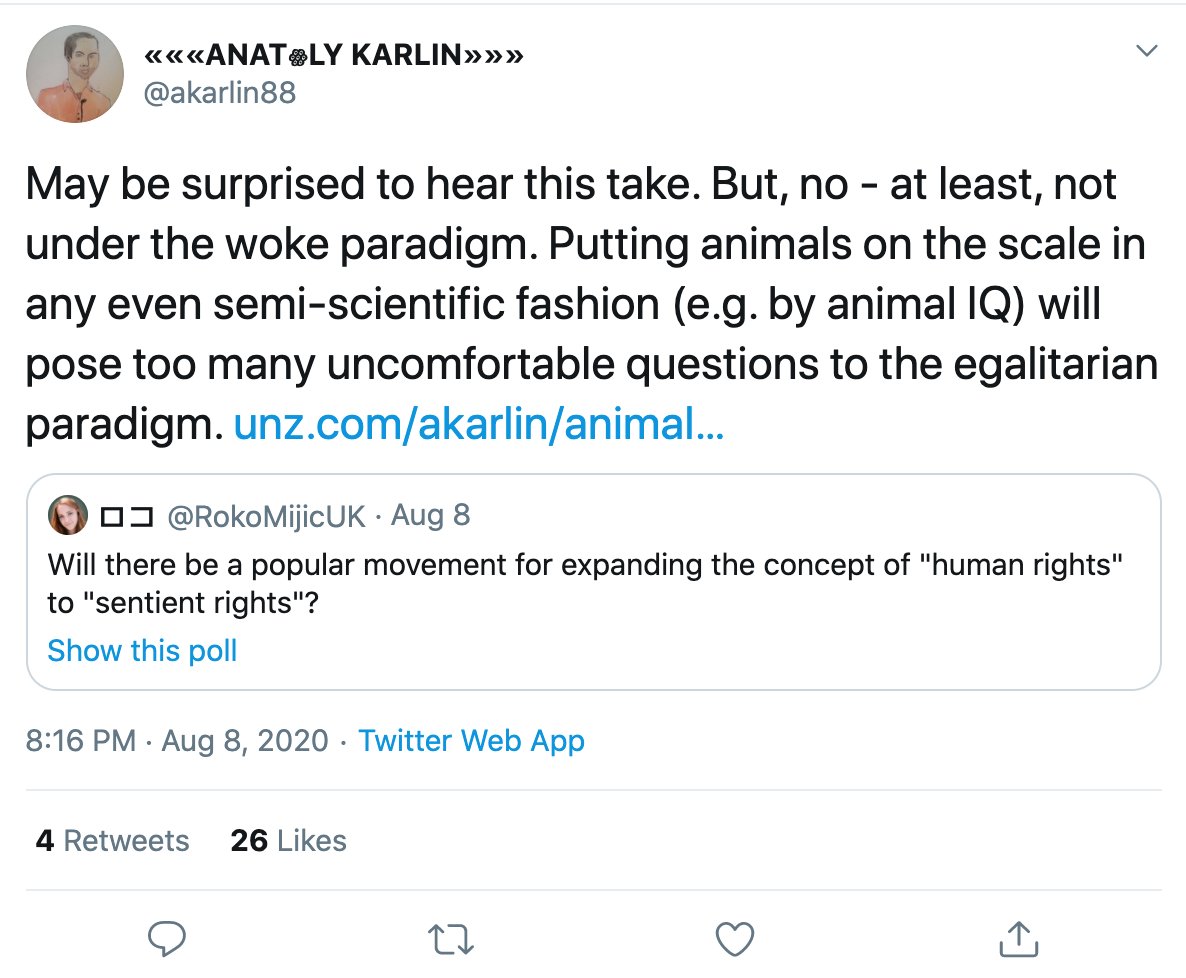 «««ANAT֍LY KARLIN»»»
@akarlin88
May be surprised to hear this take. But, no - at least, not
under the woke paradigm. Putting animals on the scale in
any even semi-scientific fashion (e.g. by animal IQ) will
pose too many uncomfortable questions to the egalitarian
paradigm. unz.com/akarlin/animal...
ロコ @RokoMijicUK · Aug 8
Will there be a popular movement for expanding the concept of "human rights"
to "sentient rights"?
Show this poll
8:16 PM · Aug 8, 2020 · Twitter Web App
4 Retweets 26 Likes